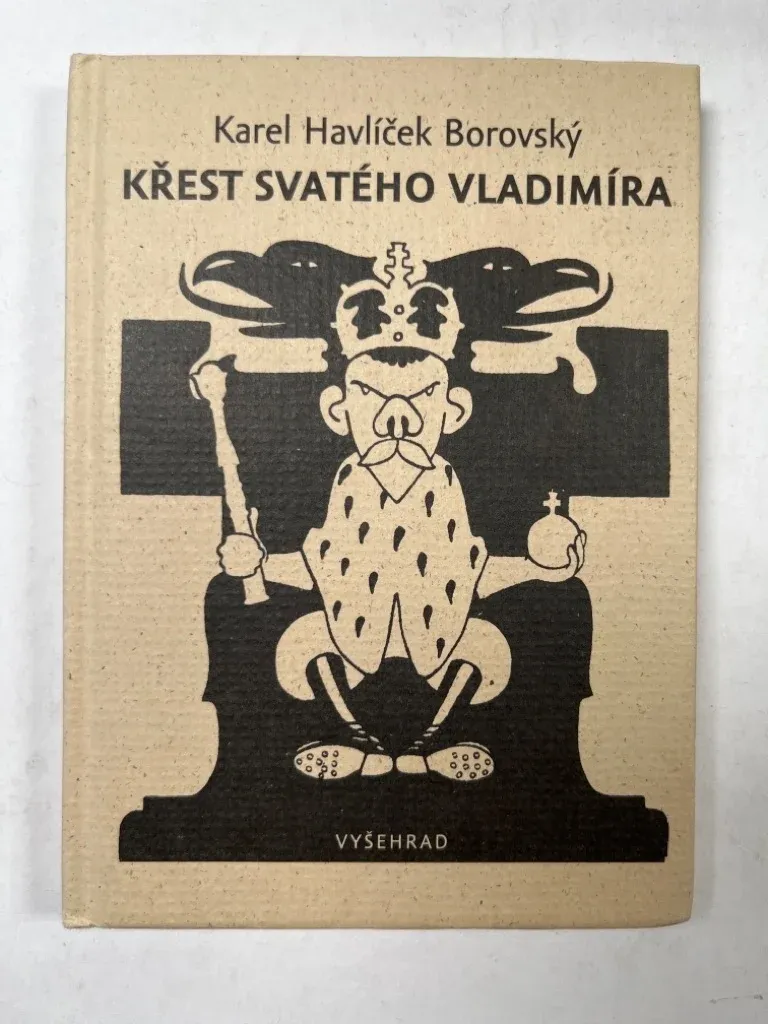 Karel Havlíček Borovský
KŘEST SVATÉHO VLADIMÍRA
VYŠEHRAD